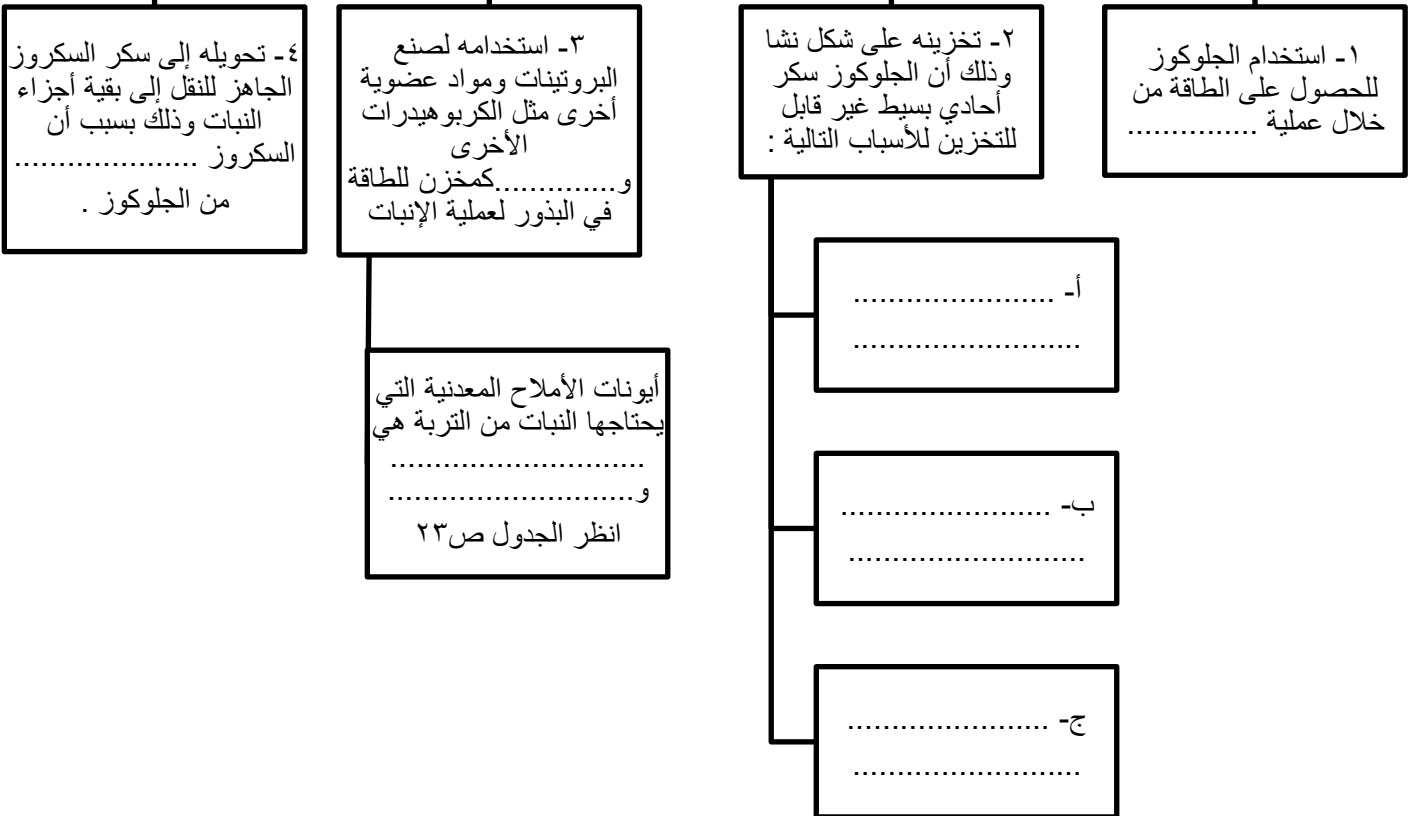 ١- استخدام الجلوكوز
للحصول على الطاقة من
خلال عملية ...............
٢- تخزينه على شكل نشا
وذلك أن الجلوكوز سكر
أحادي بسيط غير قابل
للتخزين للأسباب التالية :
أ- .......................
..........................
ب- ........................
...........................
ج- .......................
..........................
٣- استخدامه لصنع
البروتينات ومواد عضوية
أخرى مثل الكربوهيدرات
الأخرى
و...............كمخزن للطاقة
في البذور لعملية الإنبات
أيونات الأملاح المعدنية التي
يحتاجها النبات من التربة هي
.............................
و............................
انظر الجدول ص٢٣
٤- تحويله إلى سكر السكروز
الجاهز للنقل إلى بقية أجزاء
النبات وذلك بسبب أن
السكروز .....................
من الجلوكوز .